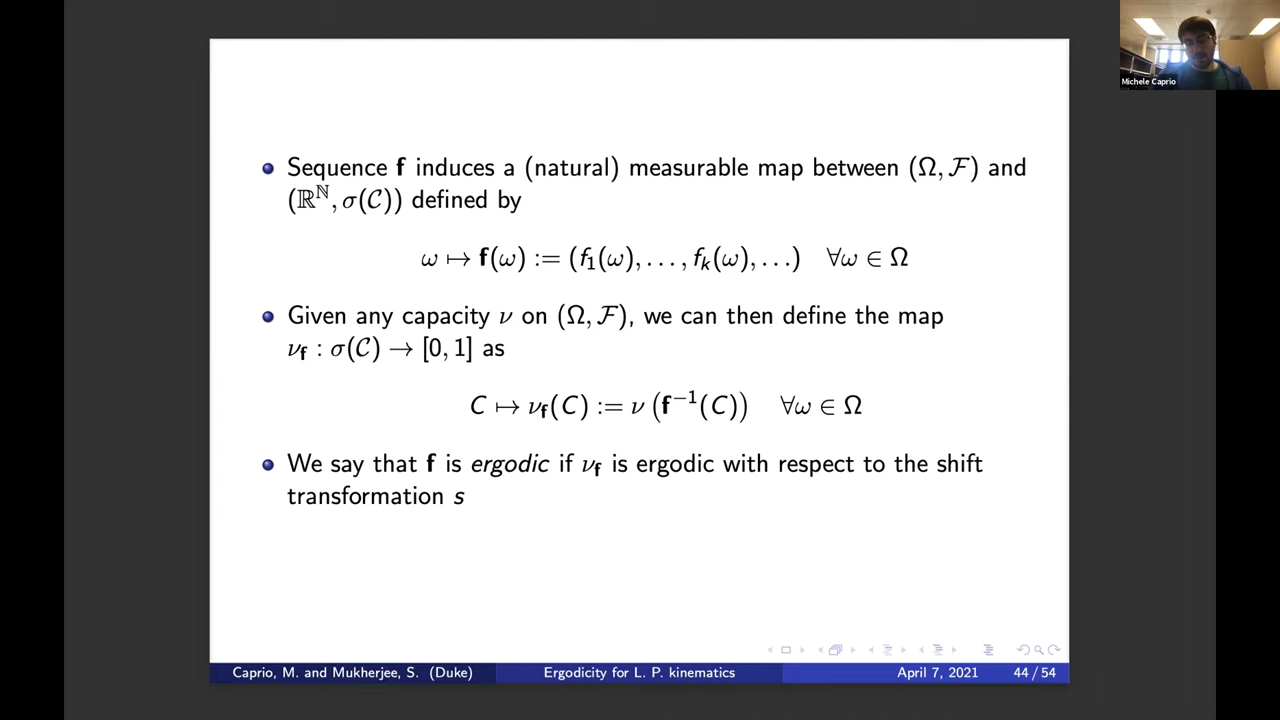 Michele Caprio
Sequence f induces a (natural) measurable map between (Ω, ℱ) and
(ℝ^ℕ, σ(𝒞)) defined by
ω ↦ f(ω) := (f₁(ω), . . . , fₖ(ω), . . .) ∀ω ∈ Ω
Given any capacity ν on (Ω, ℱ), we can then define the map
ν_f : σ(𝒞) → [0, 1] as
C ↦ ν_f(C) := ν (f⁻¹(C)) ∀ω ∈ Ω
We say that f is ergodic if ν_f is ergodic with respect to the shift
transformation s
Caprio, M. and Mukherjee, S. (Duke) Ergodicity for L. P. kinematics April 7, 2021 44 / 54